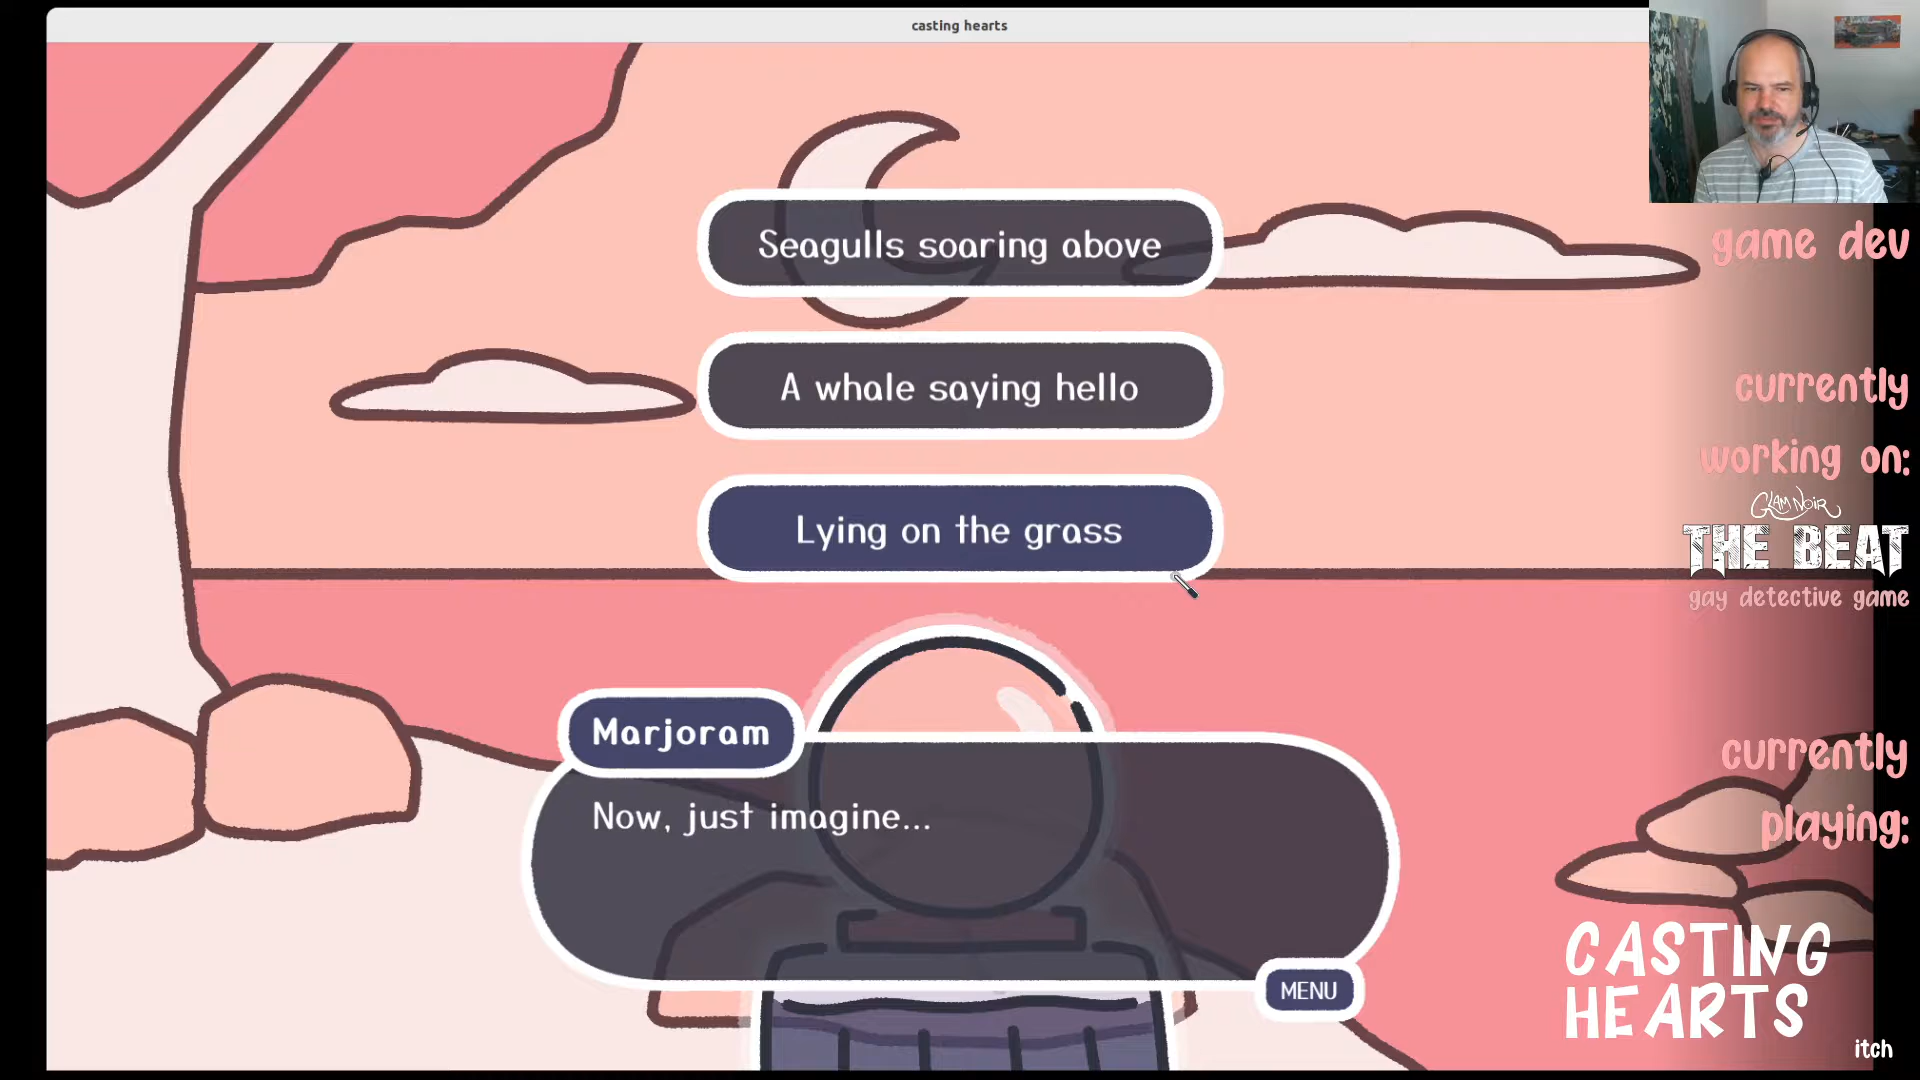 casting hearts
Seagulls soaring above
A whale saying hello
Lying on the grass
Marjoram
Now, just imagine...
MENU
game dev
currently
working on:
GLAM NOIR
THE BEAT
gay detective game
currently
playing:
CASTING
HEARTS
itch